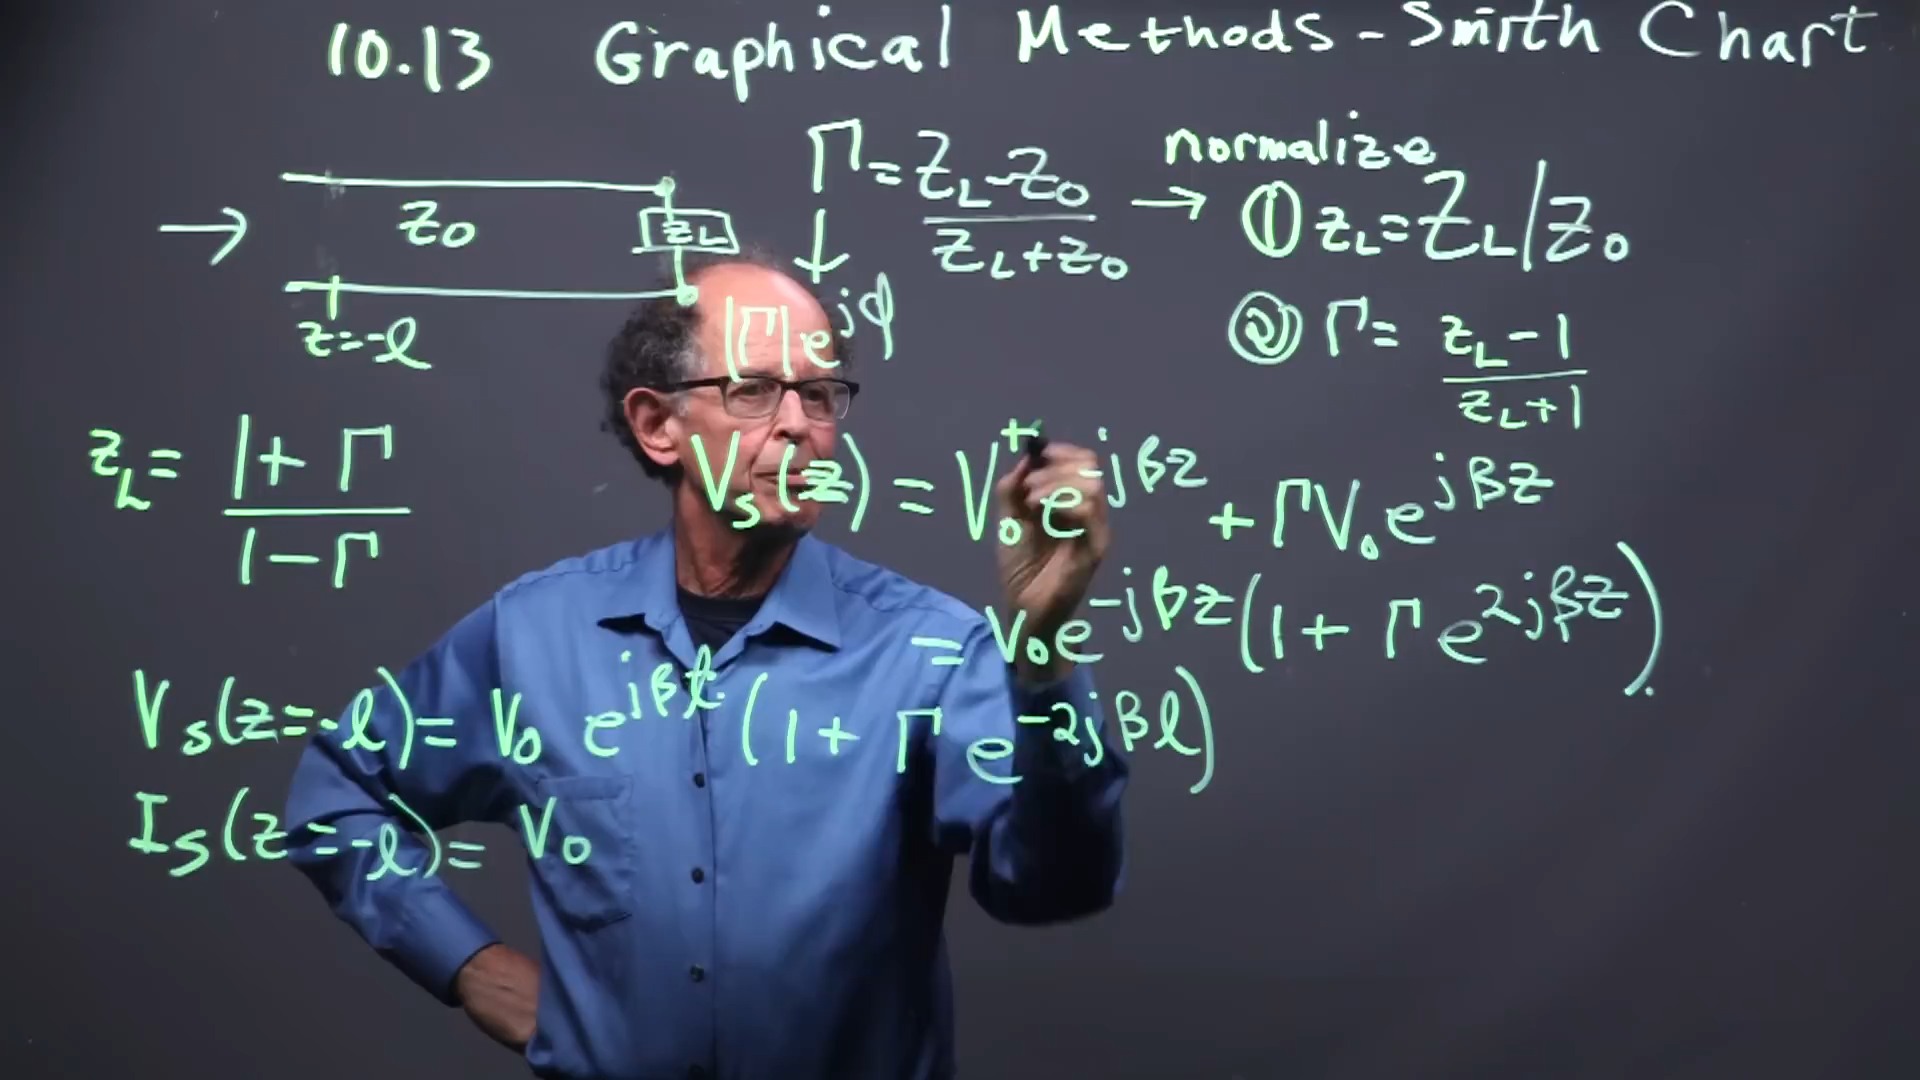 10.13 Graphical Methods - Smith Chart
Γ = Z_L - Z_0 / Z_L + Z_0 → normalize
① z_L = Z_L / Z_0
→ Z_0 Z_L
z = -l
↓
|Γ| e^{jφ}
② Γ = z_L - 1 / z_L + 1
z_L = 1 + Γ / 1 - Γ
V_s(z) = V_0^+ e^{-jβz} + Γ V_0 e^{jβz}
= V_0 e^{-jβz} (1 + Γ e^{2jβz}).
V_s(z = -l) = V_0 e^{jβl} (1 + Γ e^{-2jβl})
I_s(z = -l) = V_0